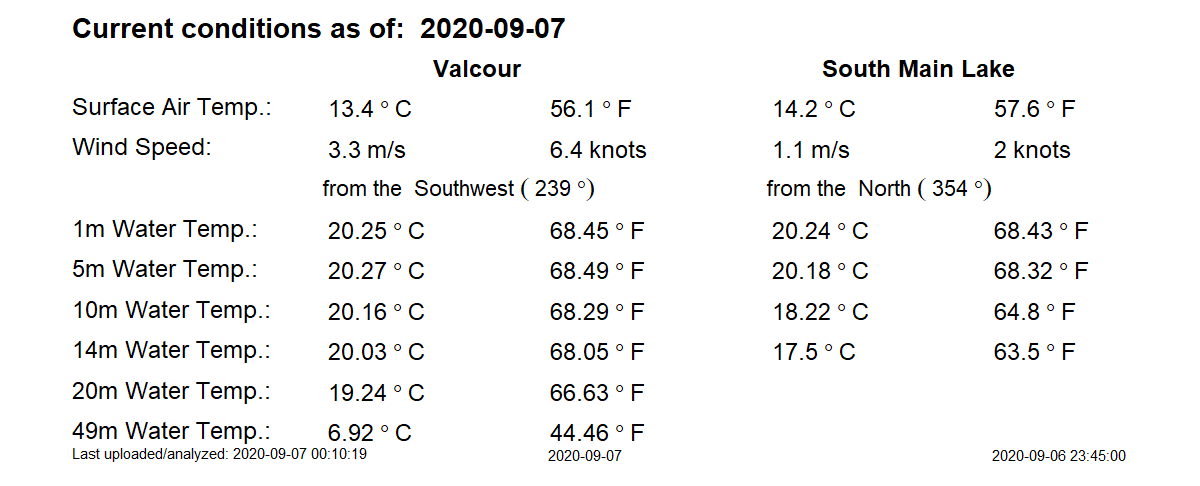 Current conditions as of: 2020-09-07
Valcour South Main Lake
Surface Air Temp.: 13.4 ° C 56.1 ° F 14.2 ° C 57.6 ° F
Wind Speed: 3.3 m/s 6.4 knots 1.1 m/s 2 knots
from the Southwest ( 239 °) from the North ( 354 °)
1m Water Temp.: 20.25 ° C 68.45 ° F 20.24 ° C 68.43 ° F
5m Water Temp.: 20.27 ° C 68.49 ° F 20.18 ° C 68.32 ° F
10m Water Temp.: 20.16 ° C 68.29 ° F 18.22 ° C 64.8 ° F
14m Water Temp.: 20.03 ° C 68.05 ° F 17.5 ° C 63.5 ° F
20m Water Temp.: 19.24 ° C 66.63 ° F
49m Water Temp.: 6.92 ° C 44.46 ° F
Last uploaded/analyzed: 2020-09-07 00:10:19 2020-09-07 2020-09-06 23:45:00